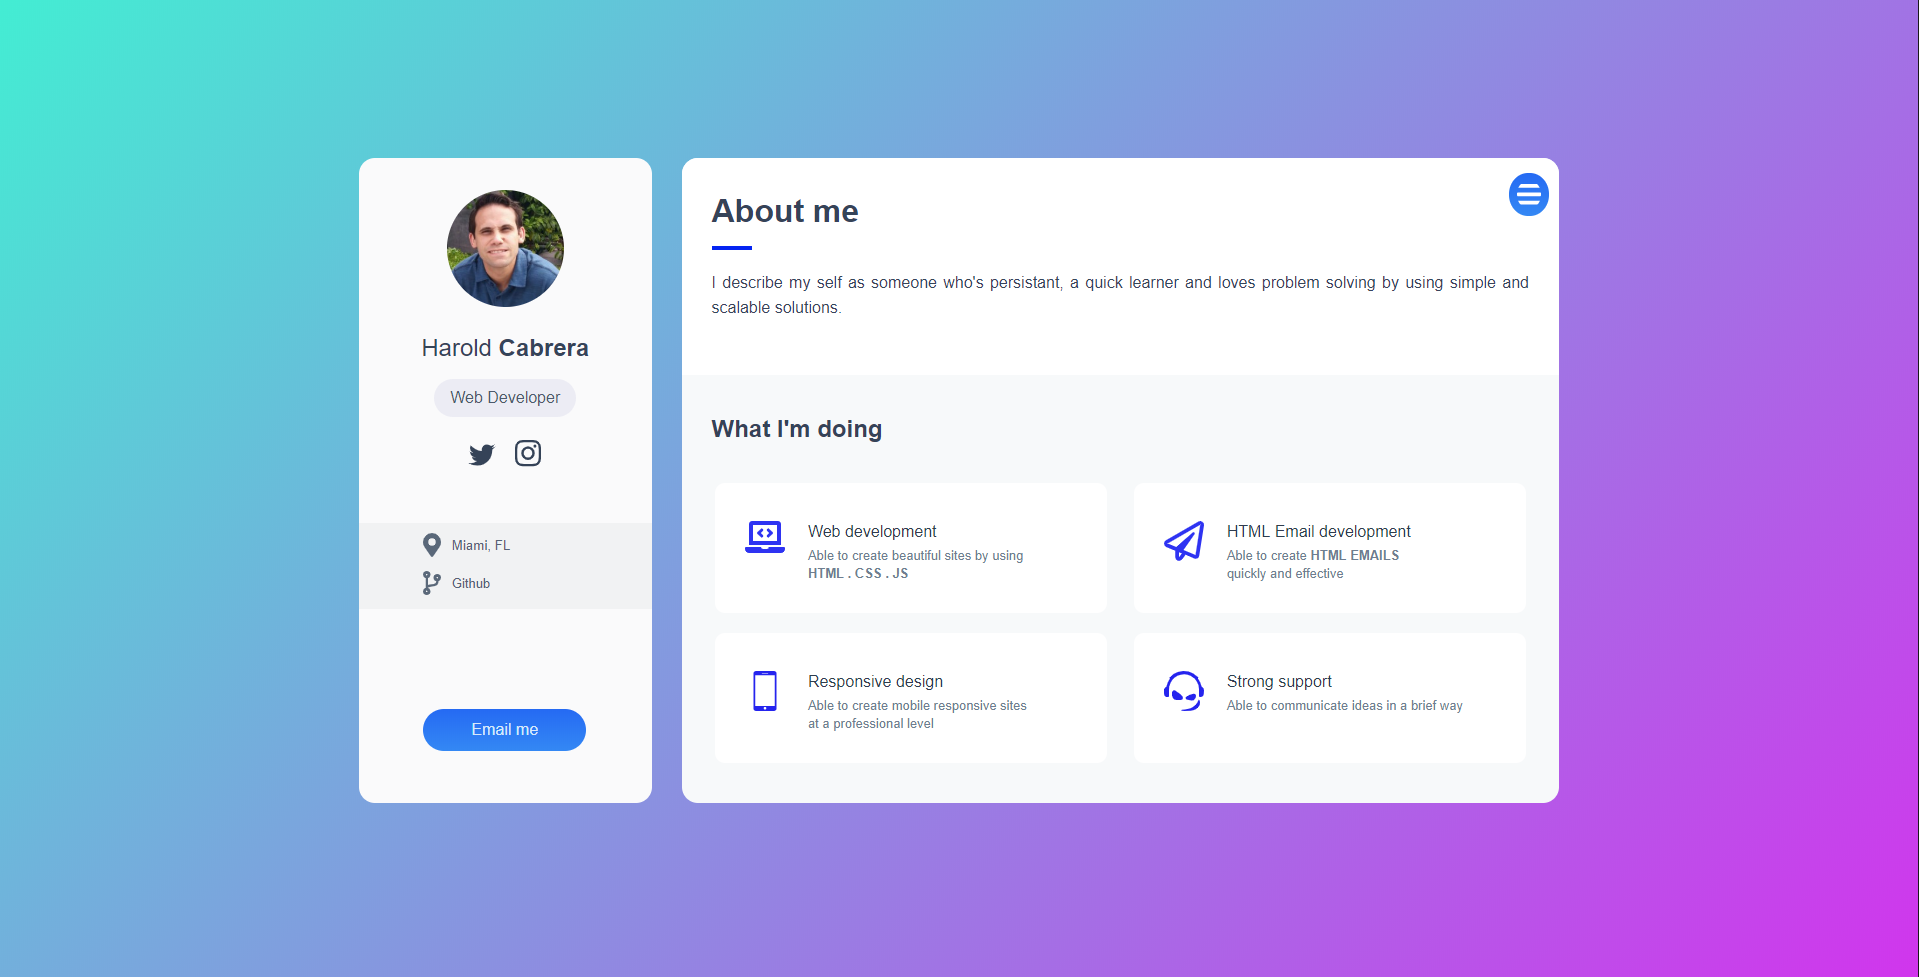 Harold Cabrera
Web Developer
Miami, FL
Github
Email me
About me
I describe my self as someone who's persistant, a quick learner and loves problem solving by using simple and
scalable solutions.
What I'm doing
Web development
Able to create beautiful sites by using
HTML . CSS . JS
HTML Email development
Able to create HTML EMAILS
quickly and effective
Responsive design
Able to create mobile responsive sites
at a professional level
Strong support
Able to communicate ideas in a brief way